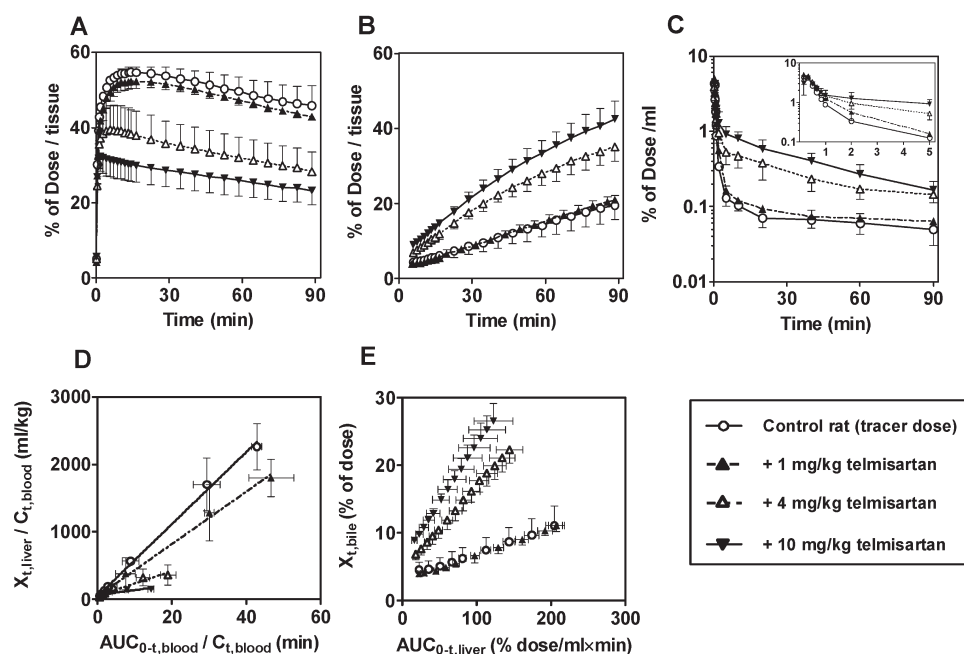 A
B
C
% of Dose / tissue
60
40
20
0
0 30 60 90
Time (min)
% of Dose / tissue
60
40
20
0
0 30 60 90
Time (min)
% of Dose /ml
10
1
0.1
0.01
0 30 60 90
Time (min)
10
1
0.1
0 1 2 3 4 5
D
E
Xt,liver / Ct,blood (ml/kg)
3000
2000
1000
0
0 20 40 60
AUC0-t,blood / Ct,blood (min)
Xt,bile (% of dose)
30
20
10
0
0 100 200 300
AUC0-t,liver (% dose/ml×min)
Control rat (tracer dose)
+ 1 mg/kg telmisartan
+ 4 mg/kg telmisartan
+ 10 mg/kg telmisartan